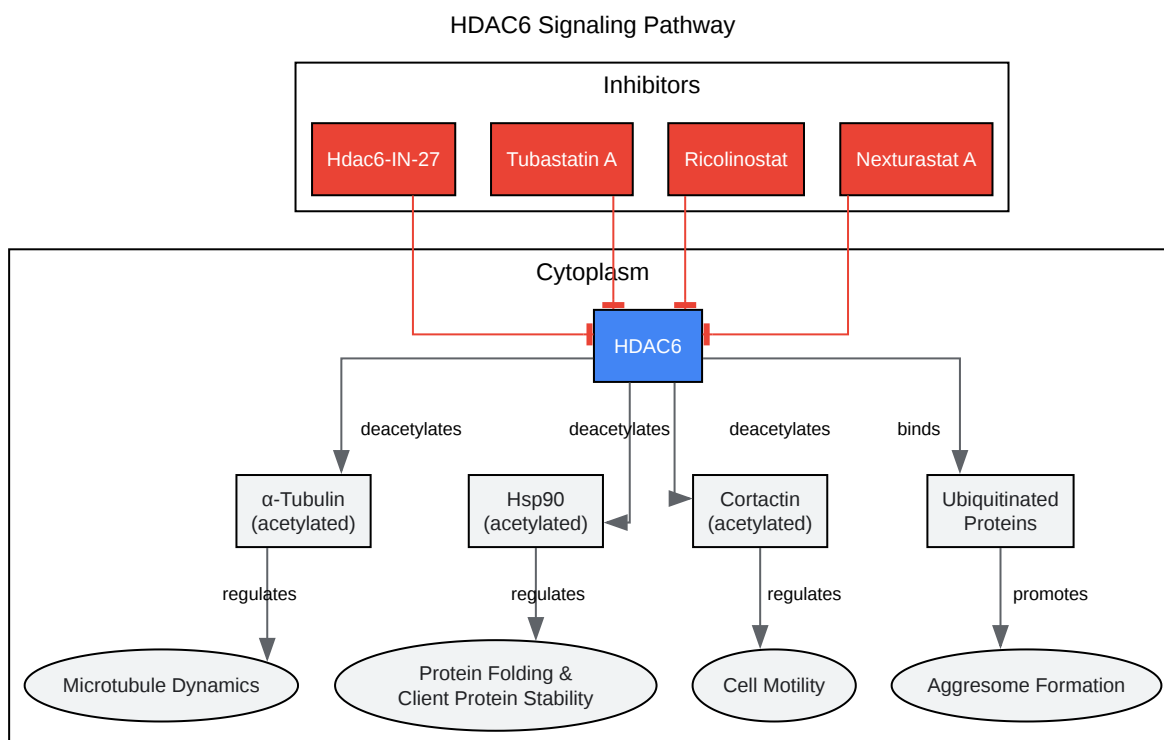 HDAC6 Signaling Pathway
Inhibitors
Hdac6-IN-27
Tubastatin A
Ricolinostat
Nexturastat A
Cytoplasm
HDAC6
deacetylates
deacetylates
deacetylates
binds
α-Tubulin
(acetylated)
Hsp90
(acetylated)
Cortactin
(acetylated)
Ubiquitinated
Proteins
regulates
regulates
regulates
promotes
Microtubule Dynamics
Protein Folding &
Client Protein Stability
Cell Motility
Aggresome Formation